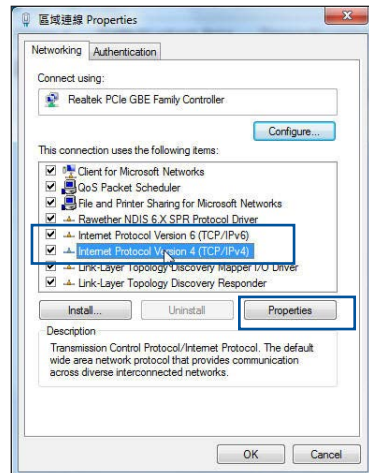 區域連線 Properties
Networking Authentication
Connect using:
Realtek PCIe GBE Family Controller
Configure...
This connection uses the following items:
Client for Microsoft Networks
QoS Packet Scheduler
File and Printer Sharing for Microsoft Networks
Rawether NDIS 6.X SPR Protocol Driver
Internet Protocol Version 6 (TCP/IPv6)
Internet Protocol Version 4 (TCP/IPv4)
Link-Layer Topology Discovery Mapper I/O Driver
Link-Layer Topology Discovery Responder
Install... Uninstall Properties
Description
Transmission Control Protocol/Internet Protocol. The default
wide area network protocol that provides communication
across diverse interconnected networks.
OK Cancel